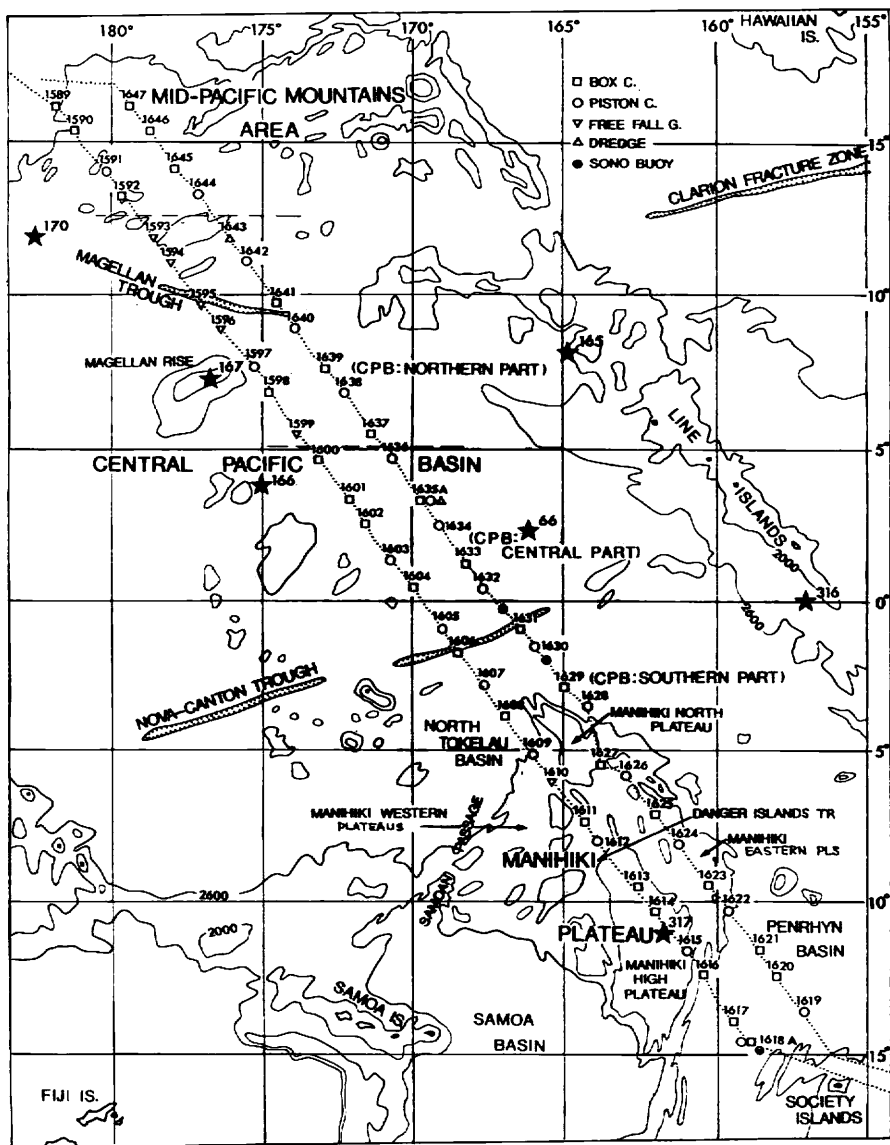 180°
175°
170°
165°
160°
155°
HAWAIIAN
IS.
□ BOX C.
○ PISTON C.
▽ FREE FALL G.
△ DREDGE
● SONO BUOY
MID-PACIFIC MOUNTAINS
AREA
1589
1647
1590
1646
1591
1645
1592
1644
15°
CLARION FRACTURE ZONE
170
1593
1643
1594
1642
MAGELLAN
TROUGH
1595
1641
10°
1596
1640
MAGELLAN RISE
167
1597
1639
(CPB:NORTHERN PART)
165
1598
1638
1599
1637
LINE
ISLANDS
5°
1600
1636
CENTRAL PACIFIC BASIN
166
1601
1635A
1602
1634
66
(CPB:
CENTRAL PART)
1603
1633
2000
1604
1632
316
0°
2600
1605
1631
1606
1630
1607
1629
(CPB:SOUTHERN PART)
NOVA-CANTON TROUGH
1608
1628
MANIHIKI NORTH
PLATEAU
NORTH
TOKELAU
BASIN
1609
1627
5°
1610
1626
MANIHIKI WESTERN
PLATEAUS
PASSAGE
SAMOAN
1611
1625
DANGER ISLANDS TR
1612
1624
MANIHIKI
EASTERN PLS
MANIHIKI
PLATEAU
1613
1623
2600
2000
1614
1622
10°
317
1615
1621
PENRHYN
BASIN
MANIHIKI
HIGH
PLATEAU
1616
1620
SAMOA IS.
SAMOA
BASIN
1617
1619
1618 A
15°
FIJI IS.
SOCIETY
ISLANDS